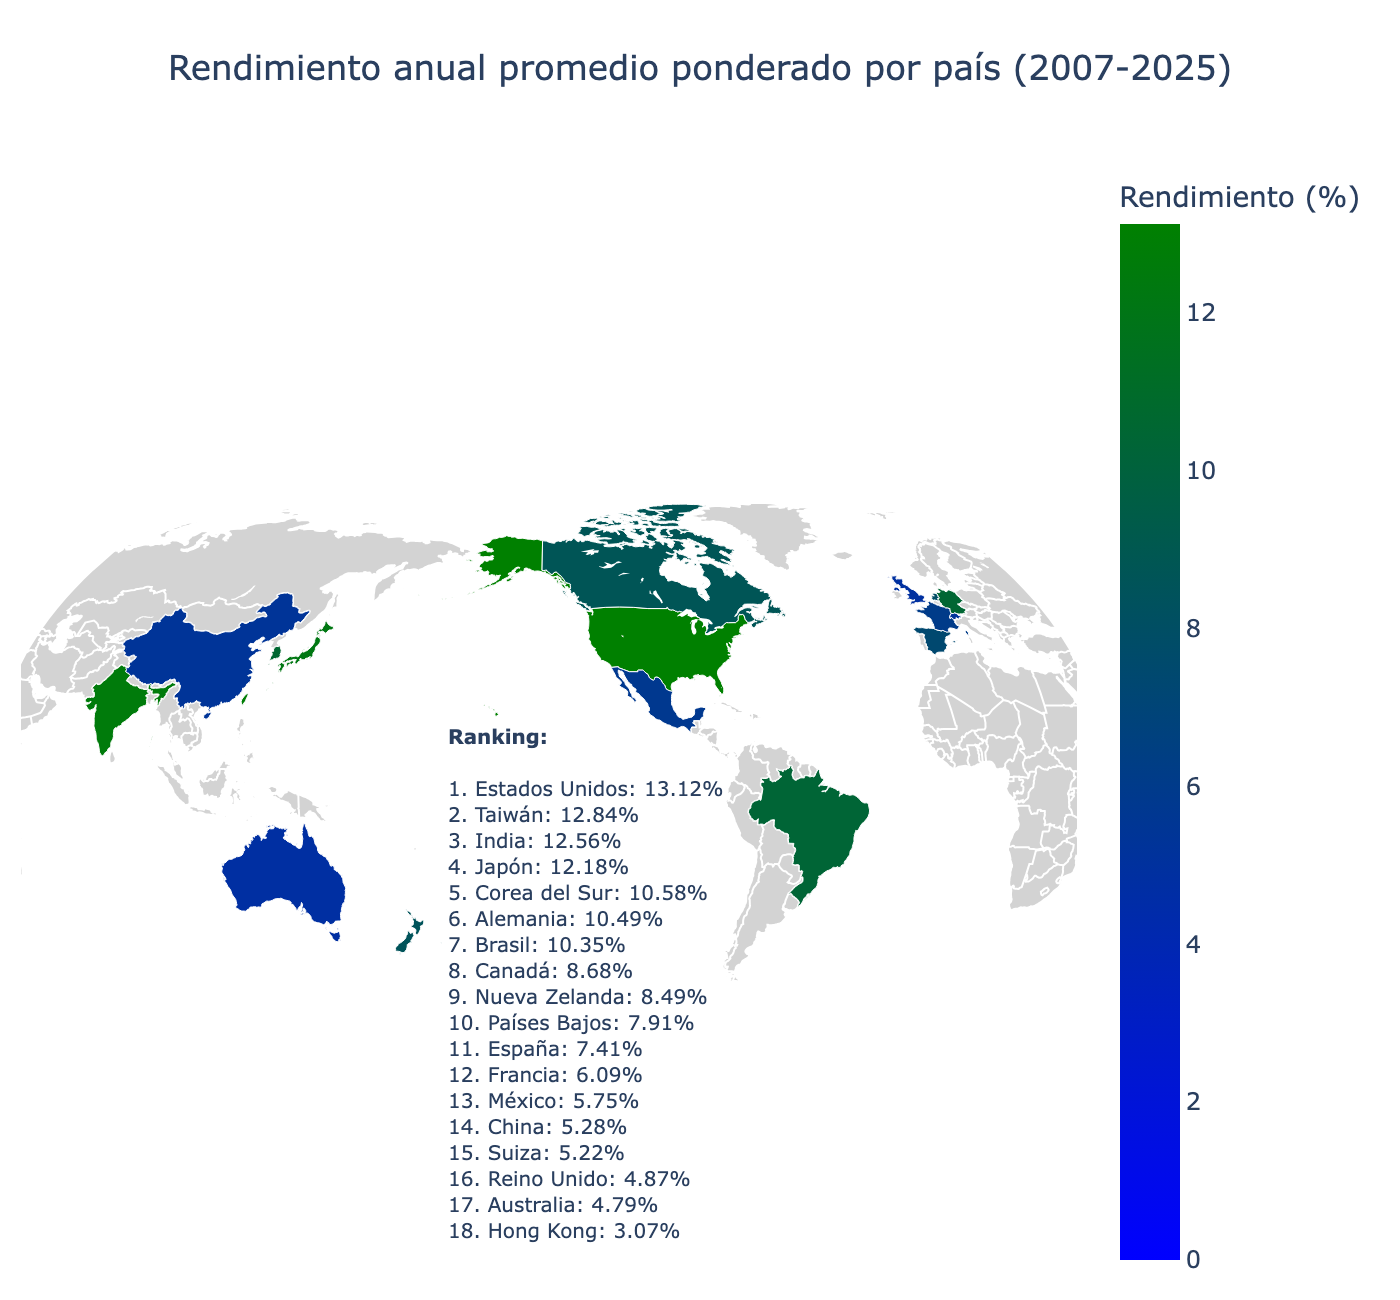 Rendimiento anual promedio ponderado por país (2007-2025)
Rendimiento (%)
12
10
8
6
4
2
0
Ranking:
1. Estados Unidos: 13.12%
2. Taiwán: 12.84%
3. India: 12.56%
4. Japón: 12.18%
5. Corea del Sur: 10.58%
6. Alemania: 10.49%
7. Brasil: 10.35%
8. Canadá: 8.68%
9. Nueva Zelanda: 8.49%
10. Países Bajos: 7.91%
11. España: 7.41%
12. Francia: 6.09%
13. México: 5.75%
14. China: 5.28%
15. Suiza: 5.22%
16. Reino Unido: 4.87%
17. Australia: 4.79%
18. Hong Kong: 3.07%